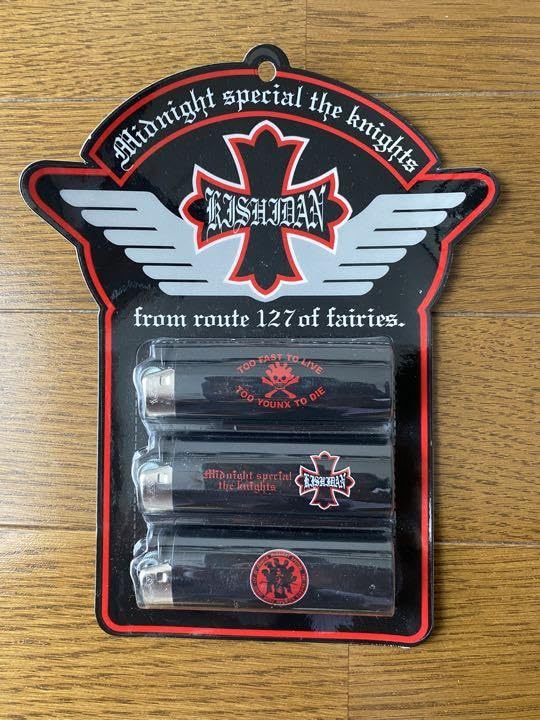 Midnight special the knights
KISHIDAN
from route 127 of fairies.
TOO FAST TO LIVE
TOO YOUNX TO DIE
Midnight special
the knights
KISHIDAN